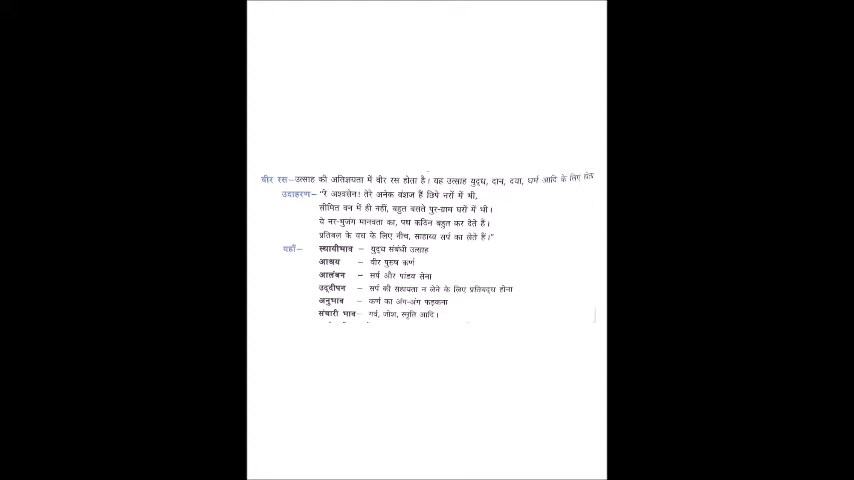 वीर रस–उत्साह की अतिशयता में वीर रस होता है। यह उत्साह युद्ध, दान, दया, धर्म आदि के लिए होता
उदाहरण– "रे अश्वसेन! तेरे अनेक वंशज हैं छिपे नरों में भी,
सीमित वन में ही नहीं, बहुत बसते पुर-ग्राम घरों में भी।
ये नर-भुजंग मानवता का, पथ कठिन बहुत कर देते हैं।
प्रतिबल के वध के लिए नीच, साहाय्य सर्प का लेते हैं।"
यहाँ– स्थायीभाव – युद्ध संबंधी उत्साह
आश्रय – वीर पुरुष कर्ण
आलंबन – सर्प और पांडव सेना
उद्दीपन – सर्प की सहायता न लेने के लिए प्रतिबद्ध होना
अनुभाव – कर्ण का अंग-अंग फड़कना
संचारी भाव– गर्व, जोश, स्मृति आदि।